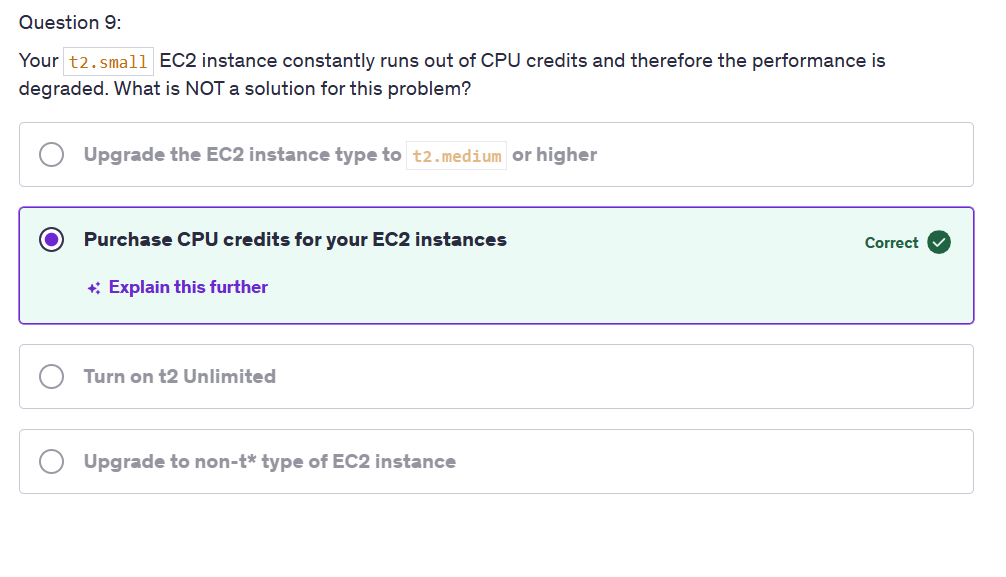 Question 9:
Your t2.small EC2 instance constantly runs out of CPU credits and therefore the performance is
degraded. What is NOT a solution for this problem?
Upgrade the EC2 instance type to t2.medium or higher
Purchase CPU credits for your EC2 instances
Correct
Explain this further
Turn on t2 Unlimited
Upgrade to non-t* type of EC2 instance